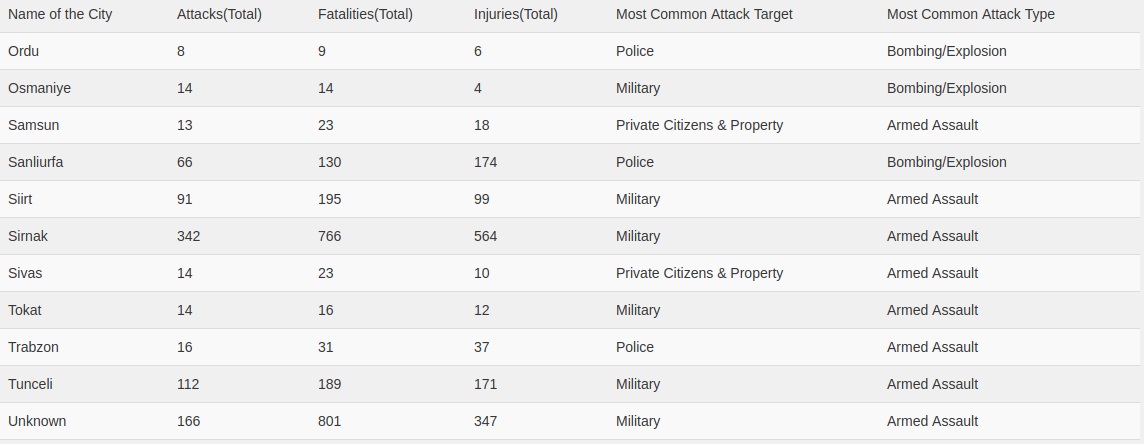 Name of the City Attacks(Total) Fatalities(Total) Injuries(Total) Most Common Attack Target Most Common Attack Type
Ordu 8 9 6 Police Bombing/Explosion
Osmaniye 14 14 4 Military Bombing/Explosion
Samsun 13 23 18 Private Citizens & Property Armed Assault
Sanliurfa 66 130 174 Police Bombing/Explosion
Siirt 91 195 99 Military Armed Assault
Sirnak 342 766 564 Military Armed Assault
Sivas 14 23 10 Private Citizens & Property Armed Assault
Tokat 14 16 12 Military Armed Assault
Trabzon 16 31 37 Police Armed Assault
Tunceli 112 189 171 Military Armed Assault
Unknown 166 801 347 Military Armed Assault